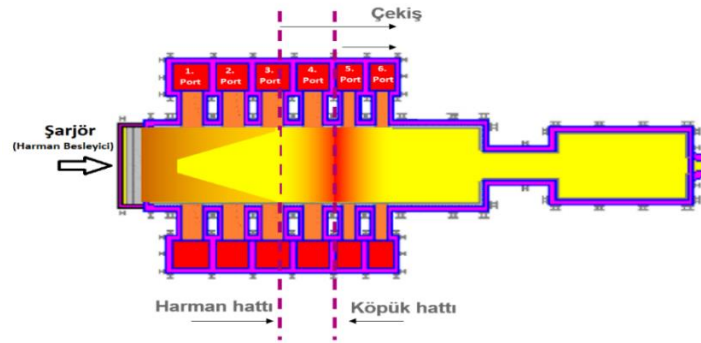 Çekiş
1.
Port
2.
Port
3.
Port
4.
Port
5.
Port
6.
Port
Şarjör
(Harman Besleyici)
Harman hattı
Köpük hattı